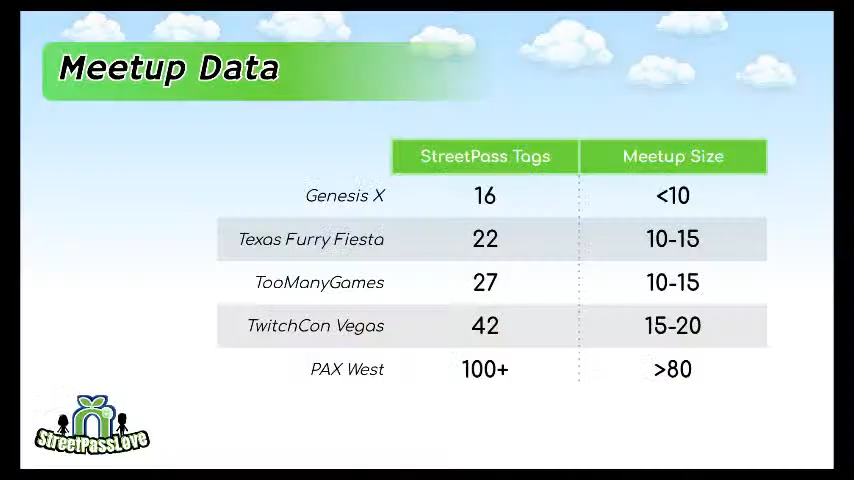 Meetup Data
StreetPass Tags Meetup Size
Genesis X 16 <10
Texas Furry Fiesta 22 10-15
TooManyGames 27 10-15
TwitchCon Vegas 42 15-20
PAX West 100+ >80
StreetPassLove